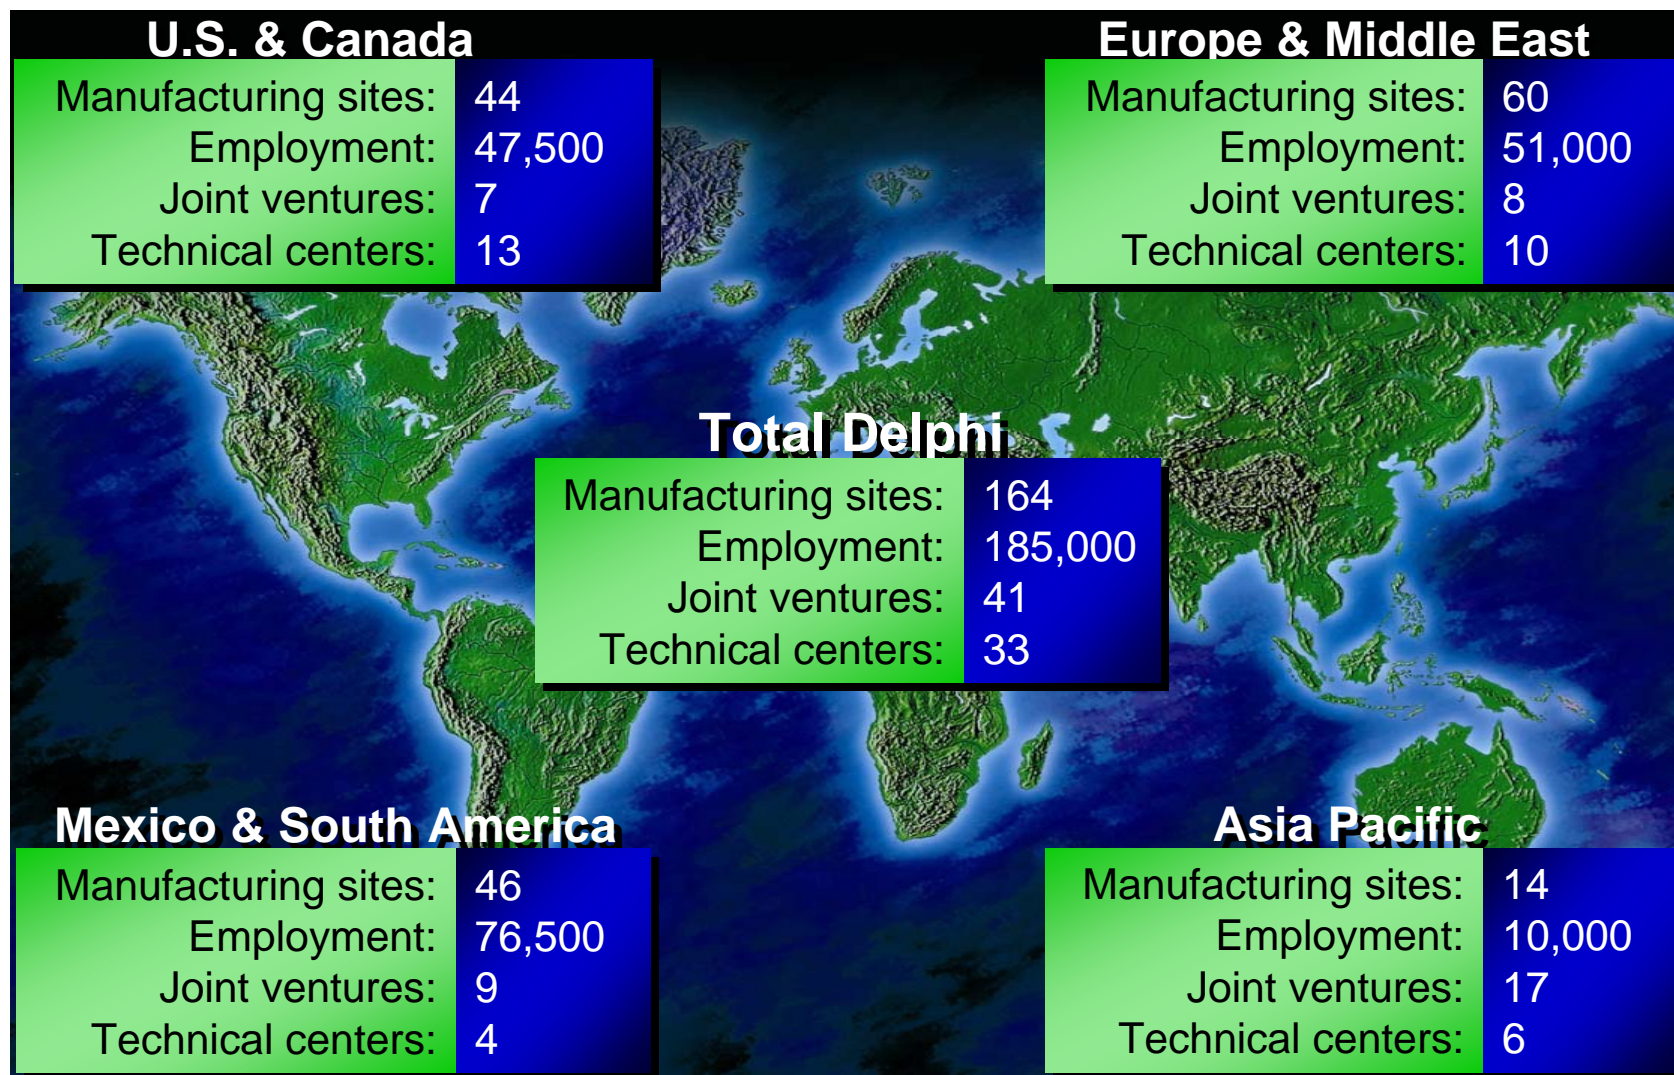 U.S. & Canada
Manufacturing sites: 44
Employment: 47,500
Joint ventures: 7
Technical centers: 13
Europe & Middle East
Manufacturing sites: 60
Employment: 51,000
Joint ventures: 8
Technical centers: 10
Total Delphi
Manufacturing sites: 164
Employment: 185,000
Joint ventures: 41
Technical centers: 33
Mexico & South America
Manufacturing sites: 46
Employment: 76,500
Joint ventures: 9
Technical centers: 4
Asia Pacific
Manufacturing sites: 14
Employment: 10,000
Joint ventures: 17
Technical centers: 6